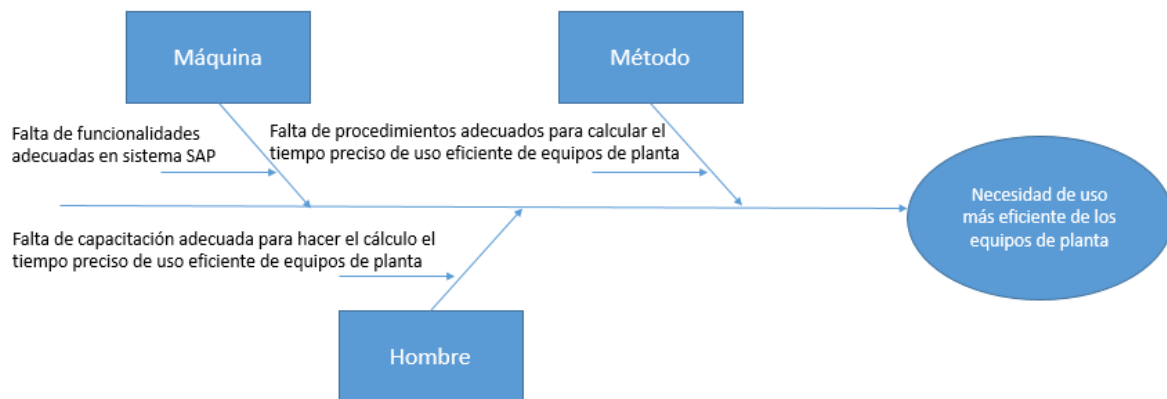 Máquina
Método
Falta de funcionalidades
adecuadas en sistema SAP
Falta de procedimientos adecuados para calcular el
tiempo preciso de uso eficiente de equipos de planta
Necesidad de uso
más eficiente de los
equipos de planta
Falta de capacitación adecuada para hacer el cálculo el
tiempo preciso de uso eficiente de equipos de planta
Hombre